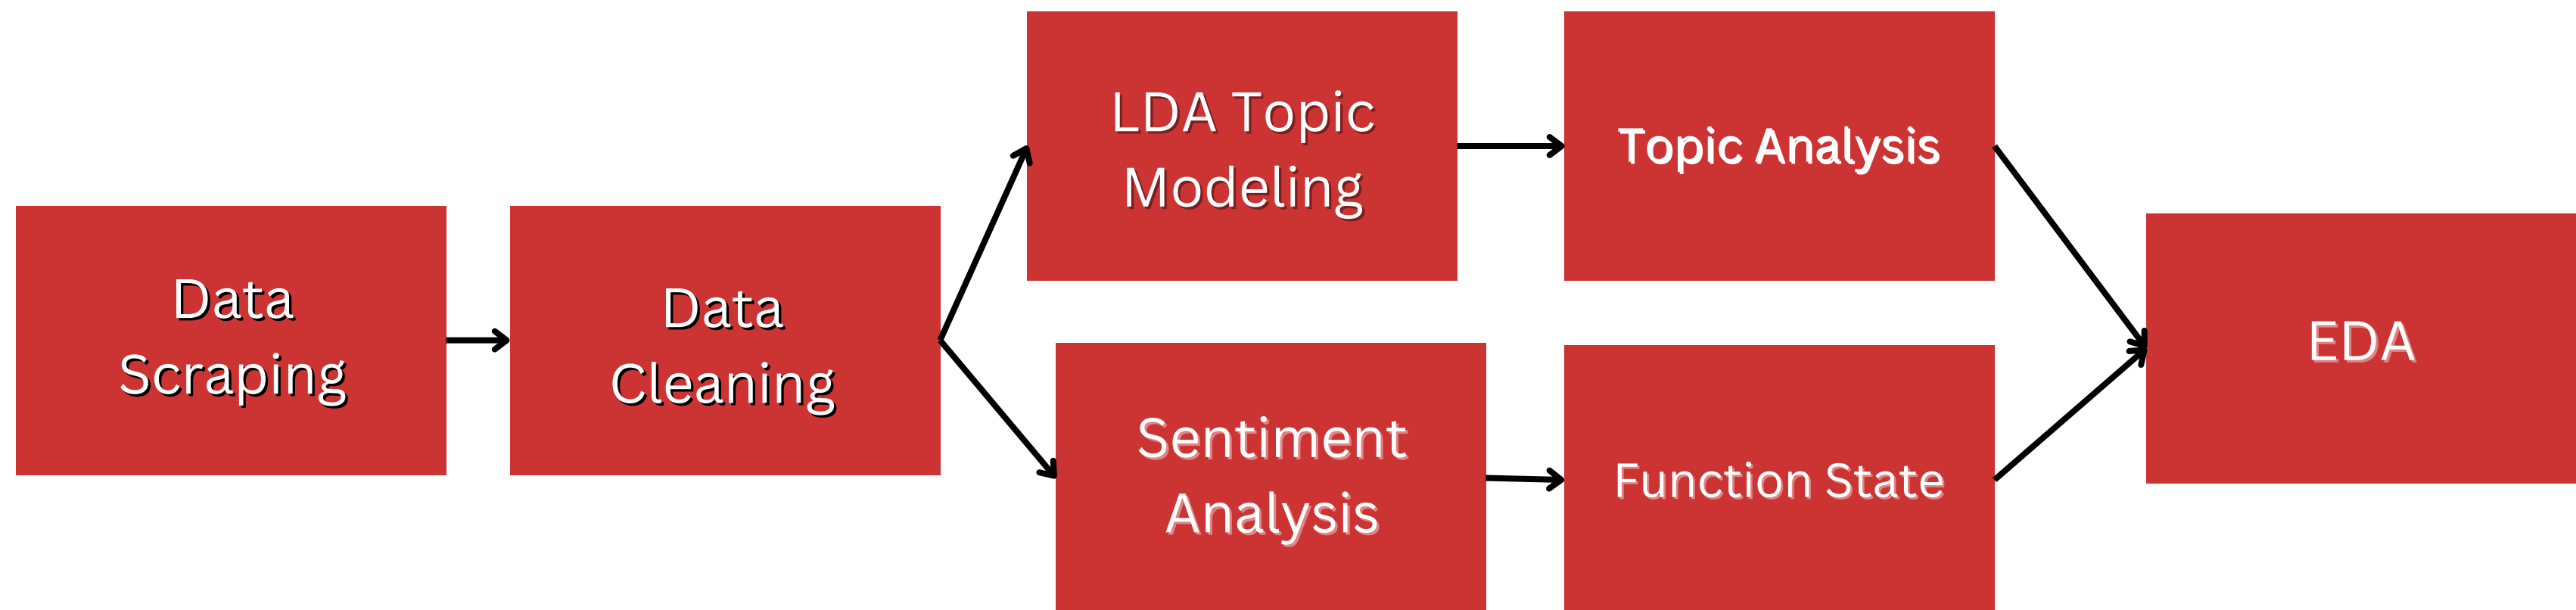 Data
Scraping
Data
Cleaning
LDA Topic
Modeling
Topic Analysis
Sentiment
Analysis
Function State
EDA